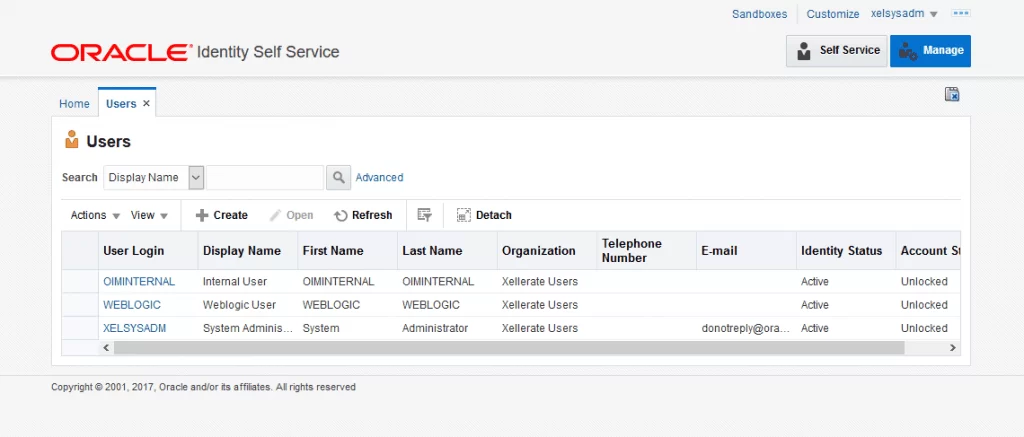 Sandboxes Customize xelsysadm
ORACLE Identity Self Service
Self Service Manage
Home Users
Users
Search Display Name Advanced
Actions View Create Open Refresh Detach
User Login Display Name First Name Last Name Organization Telephone Number E-mail Identity Status Account St
OIMINTERNAL Internal User OIMINTERNAL OIMINTERNAL Xellerate Users Active Unlocked
WEBLOGIC Weblogic User WEBLOGIC WEBLOGIC Xellerate Users Active Unlocked
XELSYSADM System Adminis... System Administrator Xellerate Users donotreply@ora... Active Unlocked
Copyright © 2001, 2017, Oracle and/or its affiliates. All rights reserved